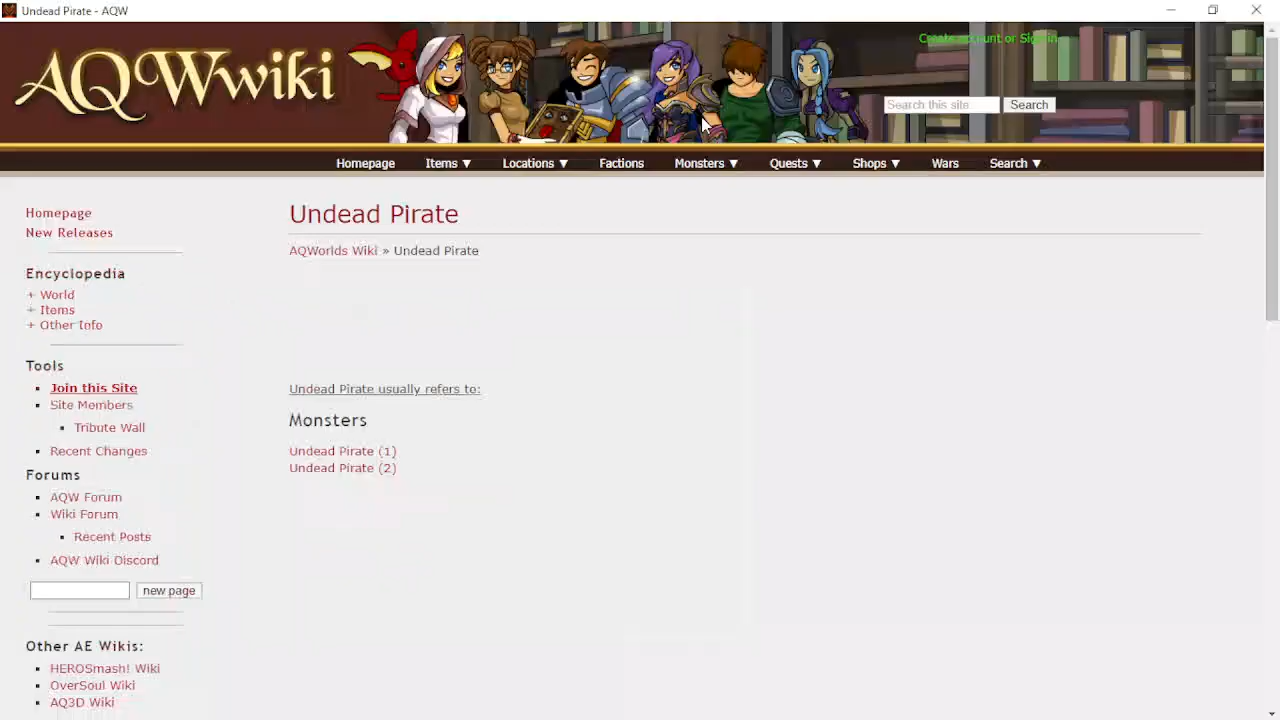 Undead Pirate - AQW
AQWwiki
Create account or Sign in
Search this site
Search
Homepage
Items ▼
Locations ▼
Factions
Monsters ▼
Quests ▼
Shops ▼
Wars
Search ▼
Homepage
New Releases
Encyclopedia
+ World
+ Items
+ Other Info
Tools
Join this Site
Site Members
Tribute Wall
Recent Changes
Forums
AQW Forum
Wiki Forum
Recent Posts
AQW Wiki Discord
new page
Other AE Wikis:
HEROSmash! Wiki
OverSoul Wiki
AQ3D Wiki
Undead Pirate
AQWorlds Wiki » Undead Pirate
Undead Pirate usually refers to:
Monsters
Undead Pirate (1)
Undead Pirate (2)